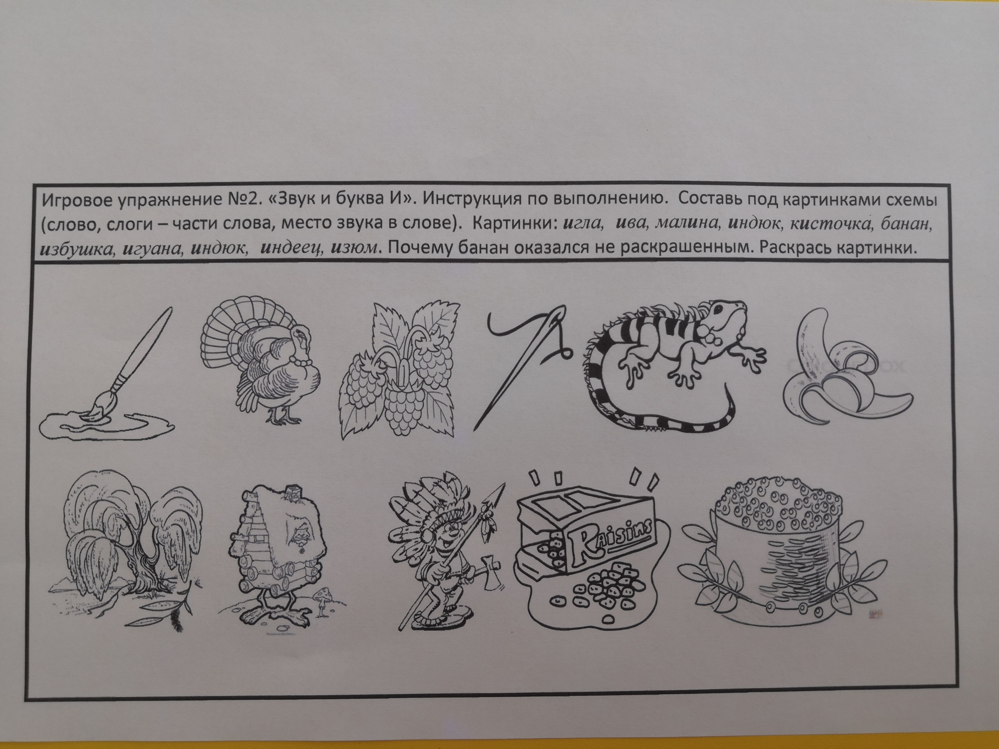 Игровое упражнение №2. «Звук и буква И». Инструкция по выполнению. Составь под картинками схемы
(слово, слоги – части слова, место звука в слове). Картинки: игла, ива, малина, индюк, кисточка, банан,
избушка, игуана, индюк, индеец, изюм. Почему банан оказался не раскрашенным. Раскрась картинки.
Raisins